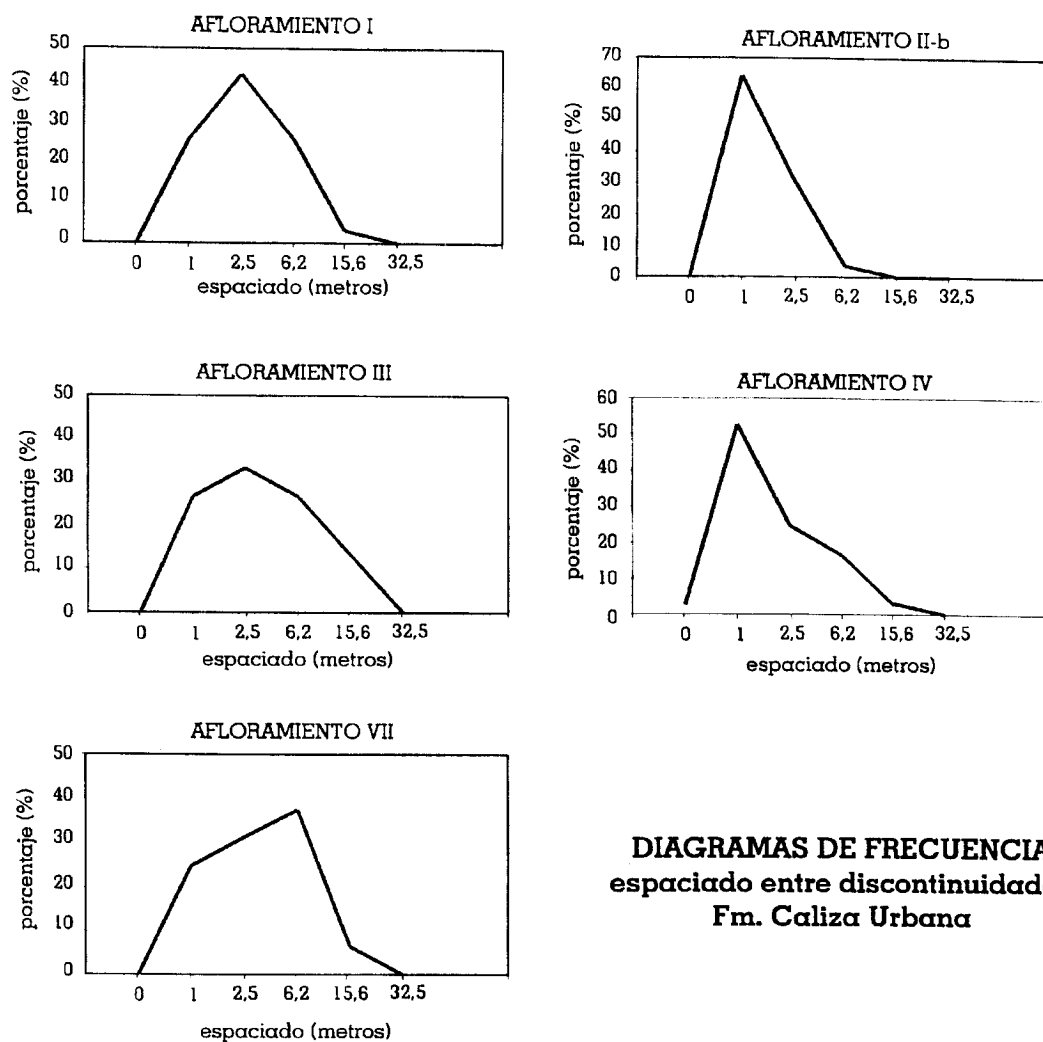 AFLORAMIENTO I
50
40
30
20
10
0
porcentaje (%)
0 1 2,5 6,2 15,6 32,5
espaciado (metros)
AFLORAMIENTO II-b
70
60
50
40
30
20
10
0
porcentaje (%)
0 1 2,5 6,2 15,6 32,5
AFLORAMIENTO III
50
40
30
20
10
0
porcentaje (%)
0 1 2,5 6,2 15,6 32,5
espaciado (metros)
AFLORAMIENTO IV
60
50
40
30
20
10
0
porcentaje (%)
0 1 2,5 6,2 15,6 32,5
espaciado (metros)
AFLORAMIENTO VII
50
40
30
20
10
0
porcentaje (%)
0 1 2,5 6,2 15,6 32,5
espaciado (metros)
DIAGRAMAS DE FRECUENCIA
espaciado entre discontinuidad
Fm. Caliza Urbana